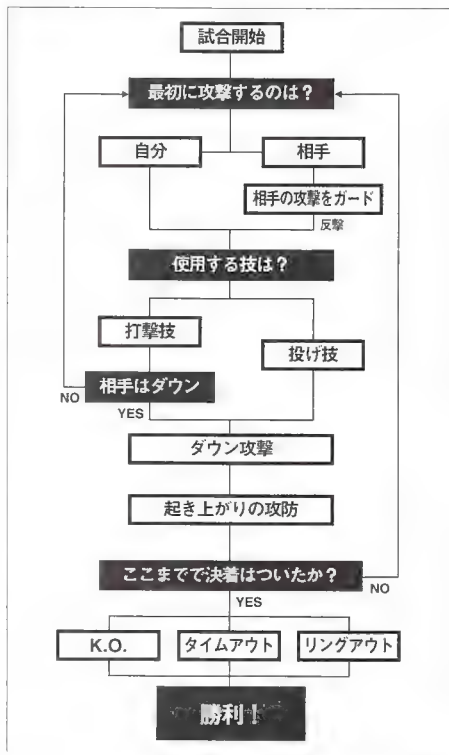 試合開始
最初に攻撃するのは?
自分 相手
相手の攻撃をガード
反撃
使用する技は?
打撃技
投げ技
相手はダウン
NO
YES
ダウン攻撃
起き上がりの攻防
ここまでで決着はついたか?
NO
YES
K.O. タイムアウト リングアウト
勝利!